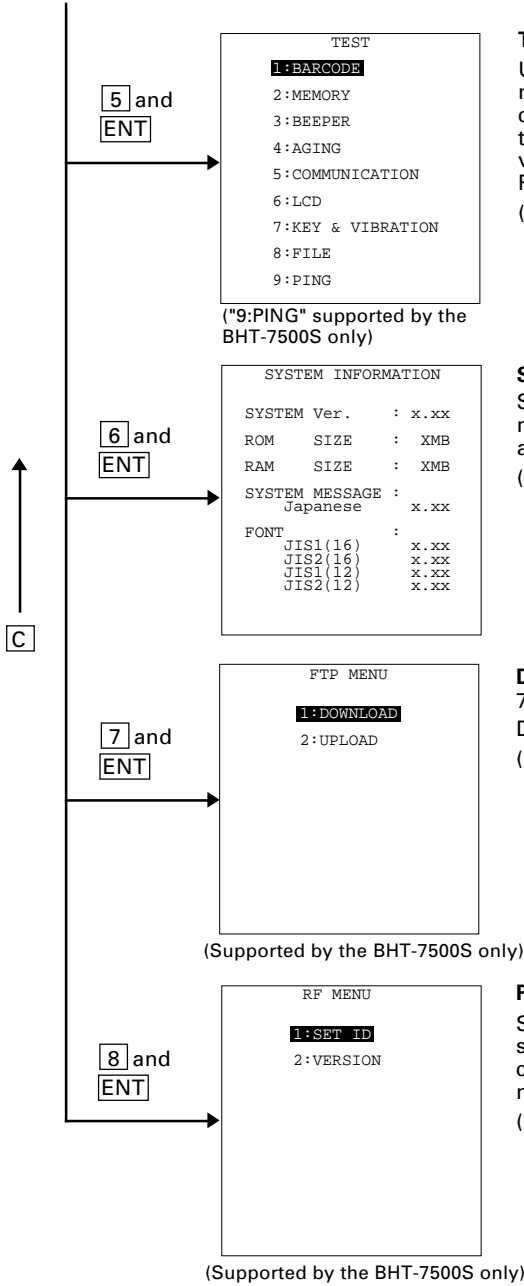 TEST
1:BARCODE
2:MEMORY
3:BEEPER
4:AGING
5:COMMUNICATION
6:LCD
7:KEY & VIBRATION
8:FILE
9:PING
5 and
ENT
("9:PING" supported by the
BHT-7500S only)
SYSTEM INFORMATION
SYSTEM Ver. : x.xx
ROM SIZE : XMB
RAM SIZE : XMB
SYSTEM MESSAGE :
Japanese x.xx
FONT :
JIS1(16) x.xx
JIS2(16) x.xx
JIS1(12) x.xx
JIS2(12) x.xx
6 and
ENT
C
FTP MENU
1:DOWNLOAD
2:UPLOAD
7 and
ENT
(Supported by the BHT-7500S only)
RF MENU
1:SET ID
2:VERSION
8 and
ENT
(Supported by the BHT-7500S only)